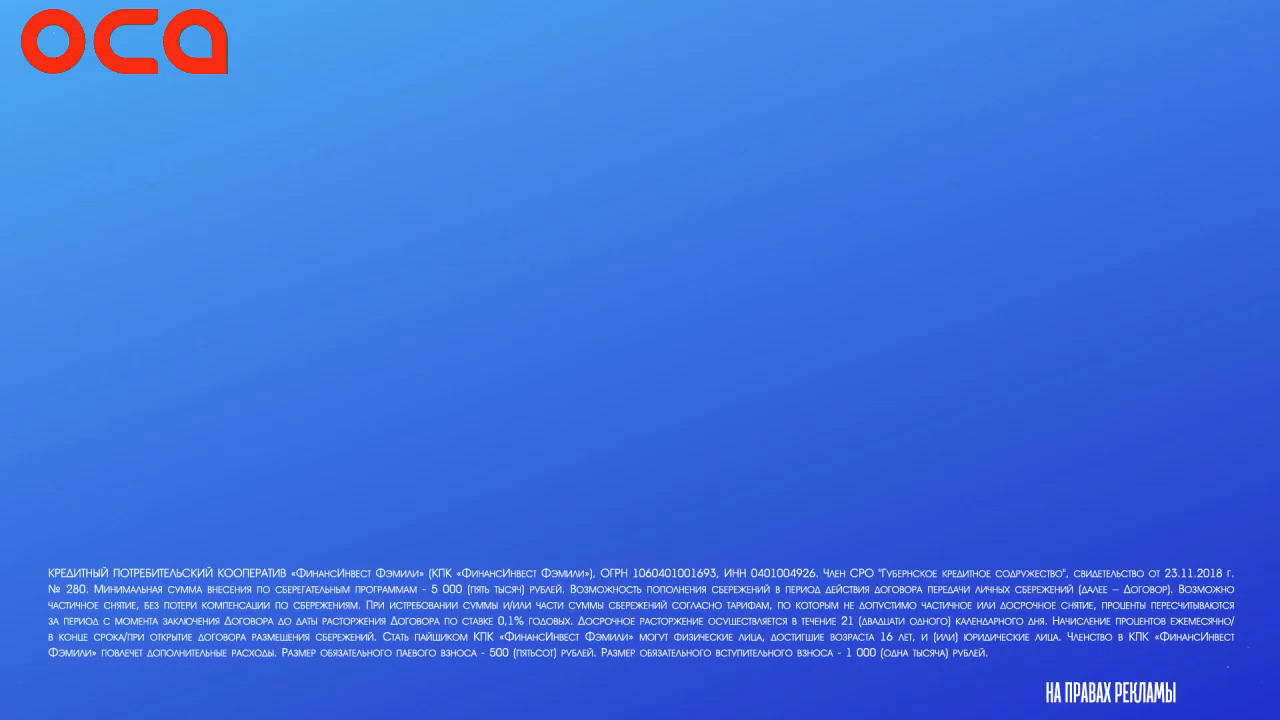 оса
КРЕДИТНЫЙ ПОТРЕБИТЕЛЬСКИЙ КООПЕРАТИВ «ФинансИнвест Фэмили» (КПК «ФинансИнвест Фэмили»), ОГРН 1060401001693, ИНН 0401004926. Член СРО "Губернское кредитное содружество", свидетельство от 23.11.2018 г.
№ 280. Минимальная сумма внесения по сберегательным программам - 5 000 (пять тысяч) рублей. Возможность пополнения сбережений в период действия договора передачи личных сбережений (далее – Договор). Возможно
частичное снятие, без потери компенсации по сбережениям. При истребовании суммы и/или части суммы сбережений согласно тарифам, по которым не допустимо частичное или досрочное снятие, проценты пересчитываются
за период с момента заключения Договора до даты расторжения Договора по ставке 0,1% годовых. Досрочное расторжение осуществляется в течение 21 (двадцати одного) календарного дня. Начисление процентов ежемесячно/
в конце срока/при открытие договора размещения сбережений. Стать пайщиком КПК «ФинансИнвест Фэмили» могут физические лица, достигшие возраста 16 лет, и (или) юридические лица. Членство в КПК «ФинансИнвест
Фэмили» повлечет дополнительные расходы. Размер обязательного паевого взноса - 500 (пятьсот) рублей. Размер обязательного вступительного взноса - 1 000 (одна тысяча) рублей.
НА ПРАВАХ РЕКЛАМЫ